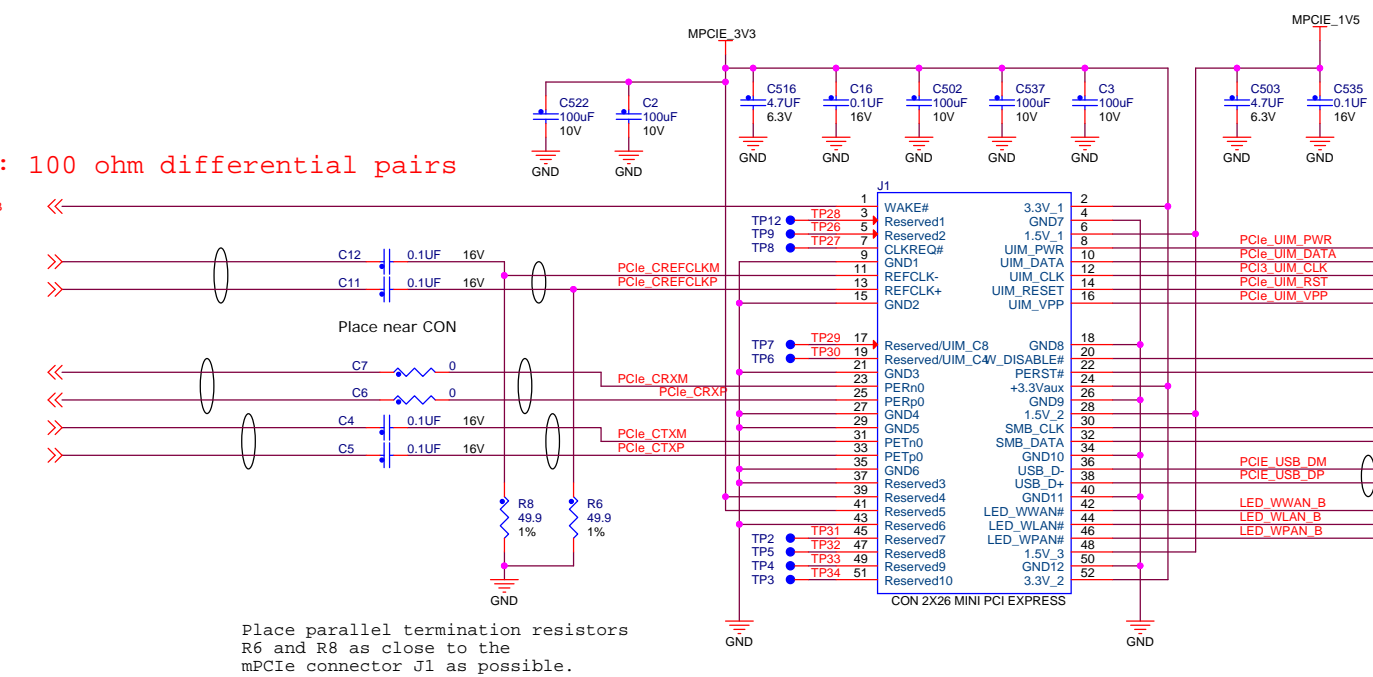 MPCIE_3V3
MPCIE_1V5
C522
100uF
10V
GND
C2
100uF
10V
GND
C516
4.7UF
6.3V
GND
C16
0.1UF
16V
GND
C502
100uF
10V
GND
C537
100uF
10V
GND
C3
100uF
10V
GND
C503
4.7UF
6.3V
GND
C535
0.1UF
16V
GND
: 100 ohm differential pairs
J1
1 WAKE# 3.3V_1 2
TP12 TP28 3 Reserved1 GND7 4
TP9 TP26 5 Reserved2 1.5V_1 6
TP8 TP27 7 CLKREQ# UIM_PWR 8 PCIe_UIM_PWR
9 GND1 UIM_DATA 10 PCIe_UIM_DATA
C12 0.1UF 16V PCIe_CREFCLKM 11 REFCLK- UIM_CLK 12 PCI3_UIM_CLK
C11 0.1UF 16V PCIe_CREFCLKP 13 REFCLK+ UIM_RESET 14 PCIe_UIM_RST
15 GND2 UIM_VPP 16 PCIe_UIM_VPP
Place near CON
TP7 TP29 17 Reserved/UIM_C8 GND8 18
TP6 TP30 19 Reserved/UIM_C4 W_DISABLE# 20
21 GND3 PERST# 22
C7 0 PCIe_CRXM 23 PERn0 +3.3Vaux 24
C6 0 PCIe_CRXP 25 PERp0 GND9 26
27 GND4 1.5V_2 28
29 GND5 SMB_CLK 30
C4 0.1UF 16V PCIe_CTXM 31 PETn0 SMB_DATA 32
C5 0.1UF 16V PCIe_CTXP 33 PETp0 GND10 34
35 GND6 USB_D- 36 PCIE_USB_DM
37 Reserved3 USB_D+ 38 PCIE_USB_DP
39 Reserved4 GND11 40
41 Reserved5 LED_WWAN# 42 LED_WWAN_B
43 Reserved6 LED_WLAN# 44 LED_WLAN_B
TP2 TP31 45 Reserved7 LED_WPAN# 46 LED_WPAN_B
TP5 TP32 47 Reserved8 1.5V_3 48
TP4 TP33 49 Reserved9 GND12 50
TP3 TP34 51 Reserved10 3.3V_2 52
CON 2X26 MINI PCI EXPRESS
R8
49.9
1%
R6
49.9
1%
GND
GND
GND
Place parallel termination resistors
R6 and R8 as close to the
mPCIe connector J1 as possible.